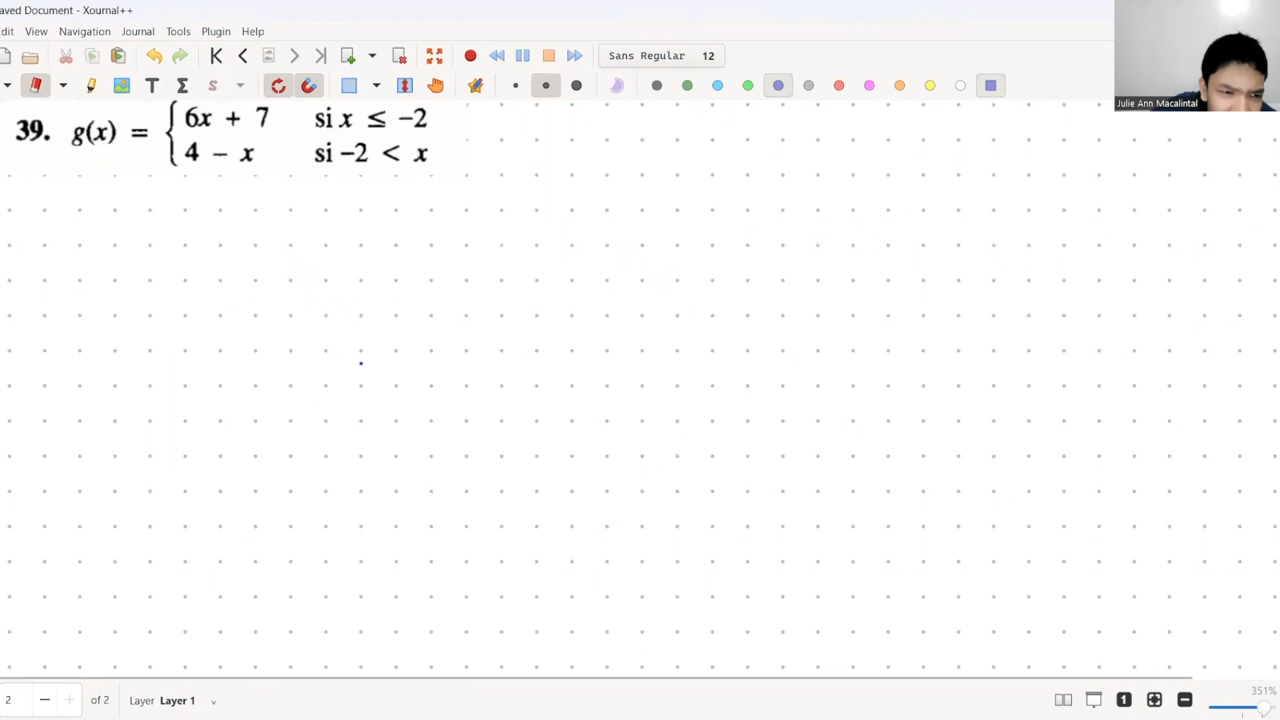 aved Document - Xournal++
dit View Navigation Journal Tools Plugin Help
Sans Regular 12
Julie Ann Macalintal
39. g(x) = { 6x + 7 si x ≤ -2
4 - x si -2 < x
2 of 2 Layer Layer 1
351%